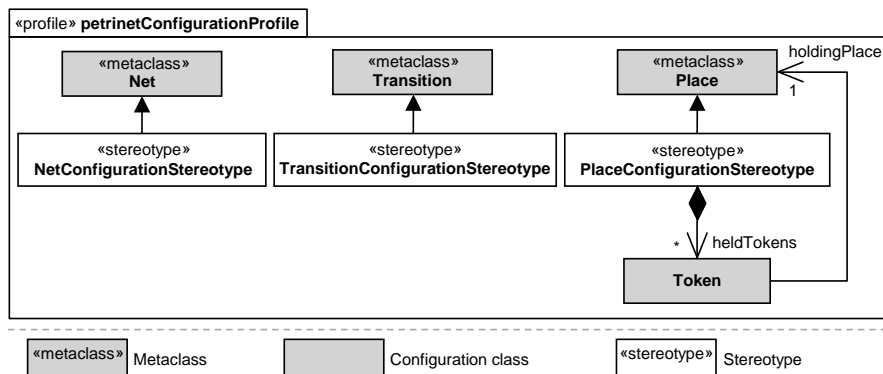 «profile» petrinetConfigurationProfile
«metaclass»
Net
«metaclass»
Transition
«metaclass»
Place
holdingPlace
1
«stereotype»
NetConfigurationStereotype
«stereotype»
TransitionConfigurationStereotype
«stereotype»
PlaceConfigurationStereotype
* heldTokens
Token
«metaclass» Metaclass
Configuration class
«stereotype» Stereotype